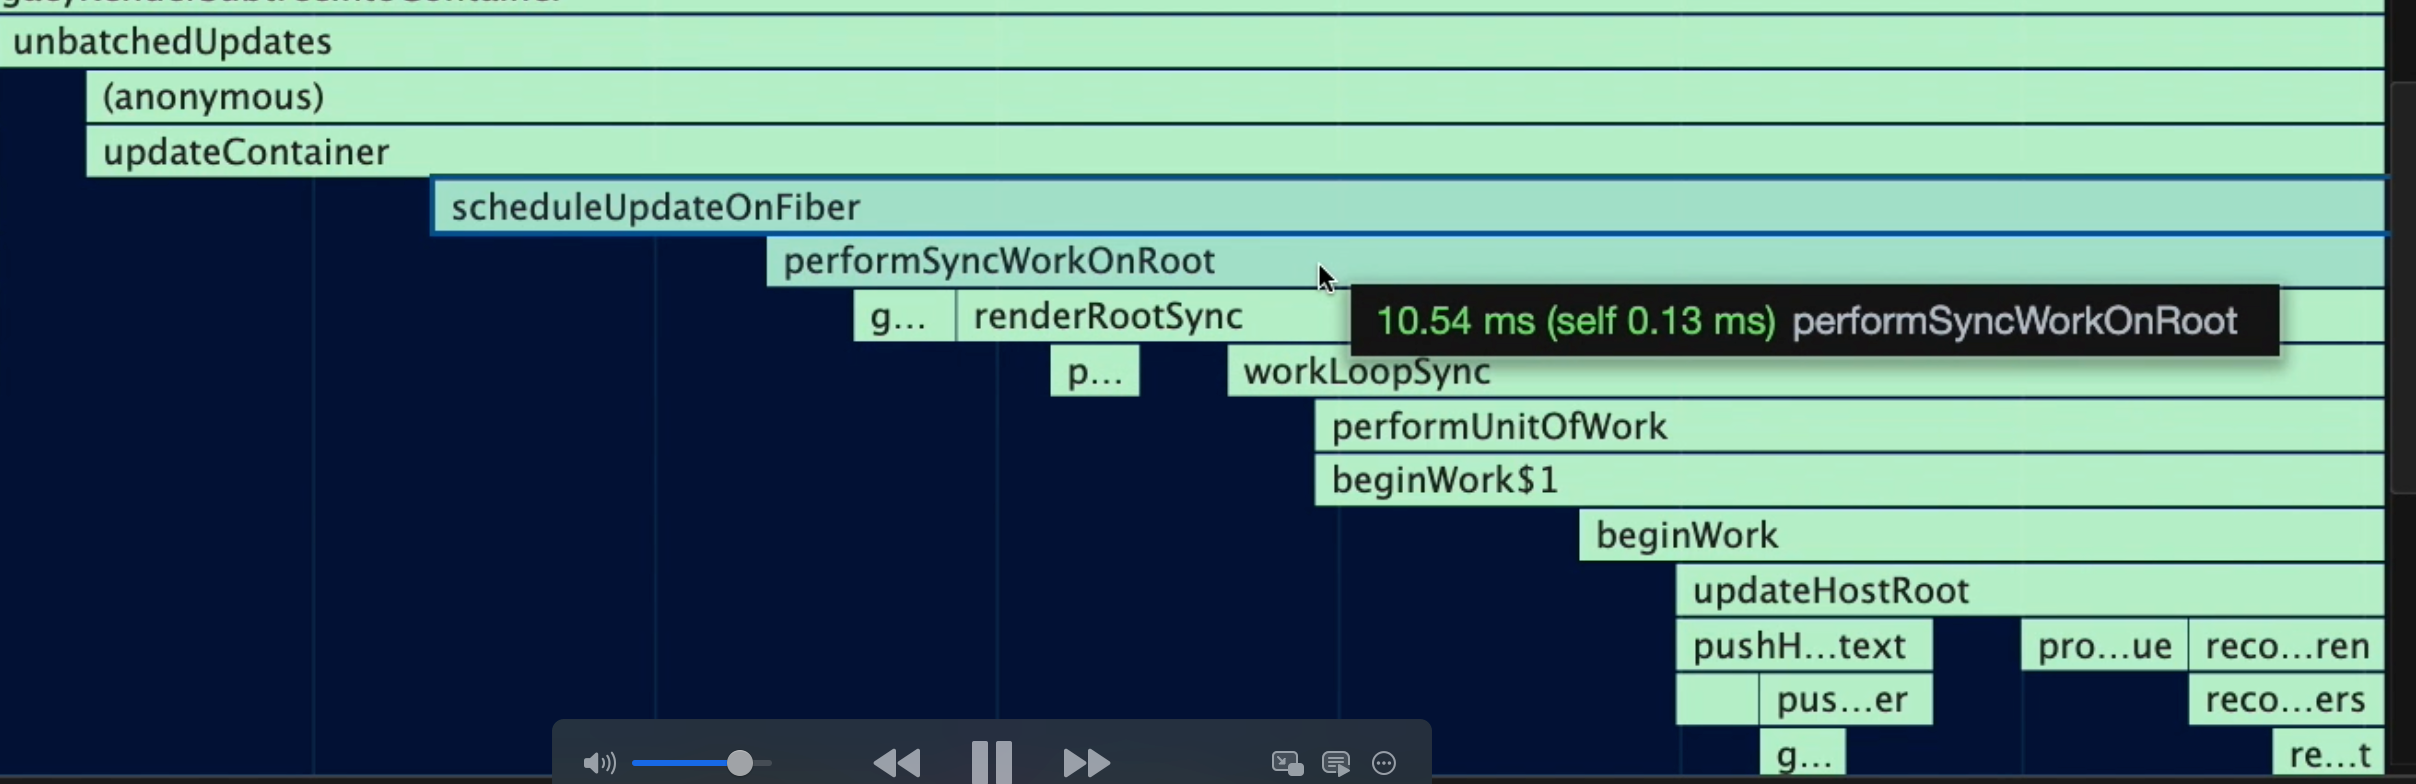 unbatchedUpdates
(anonymous)
updateContainer
scheduleUpdateOnFiber
performSyncWorkOnRoot
g... renderRootSync
10.54 ms (self 0.13 ms) performSyncWorkOnRoot
p... workLoopSync
performUnitOfWork
beginWork$1
beginWork
updateHostRoot
pushH...text pro...ue reco...ren
pus...er reco...ers
g... re...t